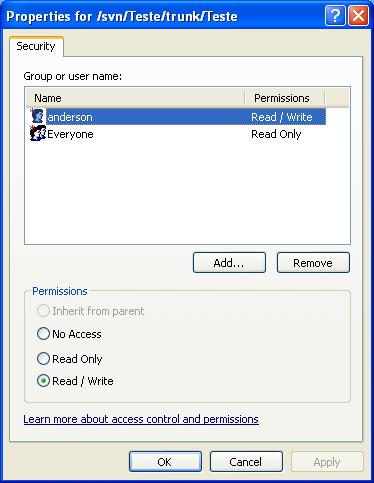 Properties for /svn/Teste/trunk/Teste
Security
Group or user name:
Name Permissions
anderson Read / Write
Everyone Read Only
Add... Remove
Permissions
Inherit from parent
No Access
Read Only
Read / Write
Learn more about access control and permissions
OK Cancel Apply